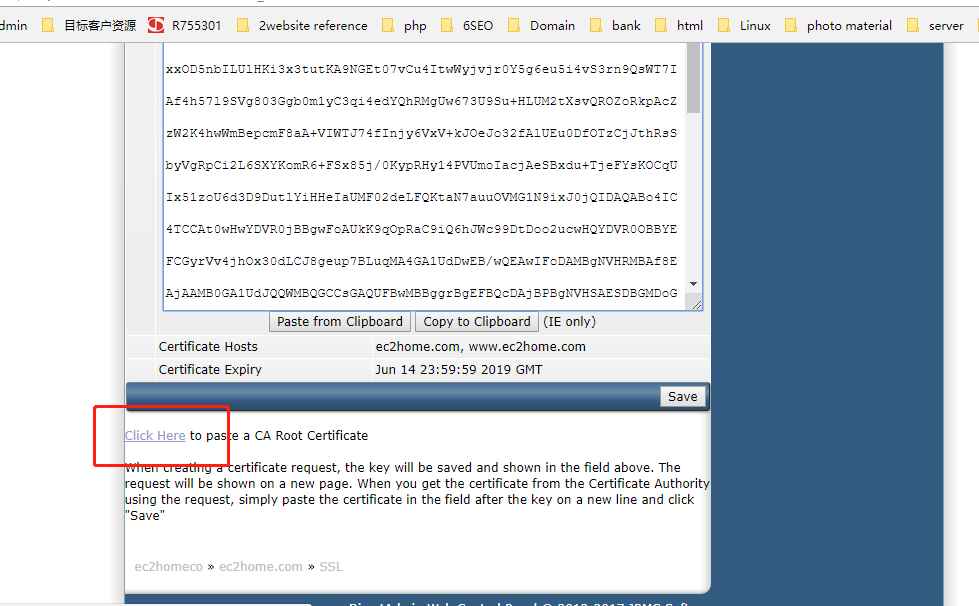 dmin 目标客户资源 R755301 2website reference php 6SEO Domain bank html Linux photo material server
xxOD5nbILUlHKi3x3tutKA9NGEt07vCu4ItwWyjvjr0Y5g6eu5i4vS3rn9QsWT7I
Af4h57l9SVg803Ggb0m1yC3qi4edYQhRMgUw673U9Su+HLUM2tXsvQROZoRkpAcZ
zW2K4hwWmBepcmF8aA+VIWTJ74fInjy6VxV+kJOeJo32fAlUEu0DfOTzCjJthRsS
byVgRpCi2L6SXYKomR6+FSx85j/0KypRHy14PVUmoIacjAeSBxdu+TjeFYsKOCqU
Ix51zoU6d3D9DutlYiHHeIaUMF02deLFQKtaN7auuOVMG1N9ixJ0jQIDAQABo4IC
4TCCAt0wHwYDVR0jBBgwFoAUkK9qOpRaC9iQ6hJWc99DtDoo2ucwHQYDVR0OBBYE
FCGyrVv4jhOx30dLCJ8geup7BLuqMA4GA1UdDwEB/wQEAwIFoDAMBgNVHRMBAf8E
AjAAMB0GA1UdJQQWMBQGCCsGAQUFBwMBBggrBgEFBQcDAjBPBgNVHSAESDBGMDoG
Paste from Clipboard Copy to Clipboard (IE only)
Certificate Hosts ec2home.com, www.ec2home.com
Certificate Expiry Jun 14 23:59:59 2019 GMT
Save
Click Here to paste a CA Root Certificate
When creating a certificate request, the key will be saved and shown in the field above. The
request will be shown on a new page. When you get the certificate from the Certificate Authority
using the request, simply paste the certificate in the field after the key on a new line and click
"Save"
ec2homeco » ec2home.com » SSL